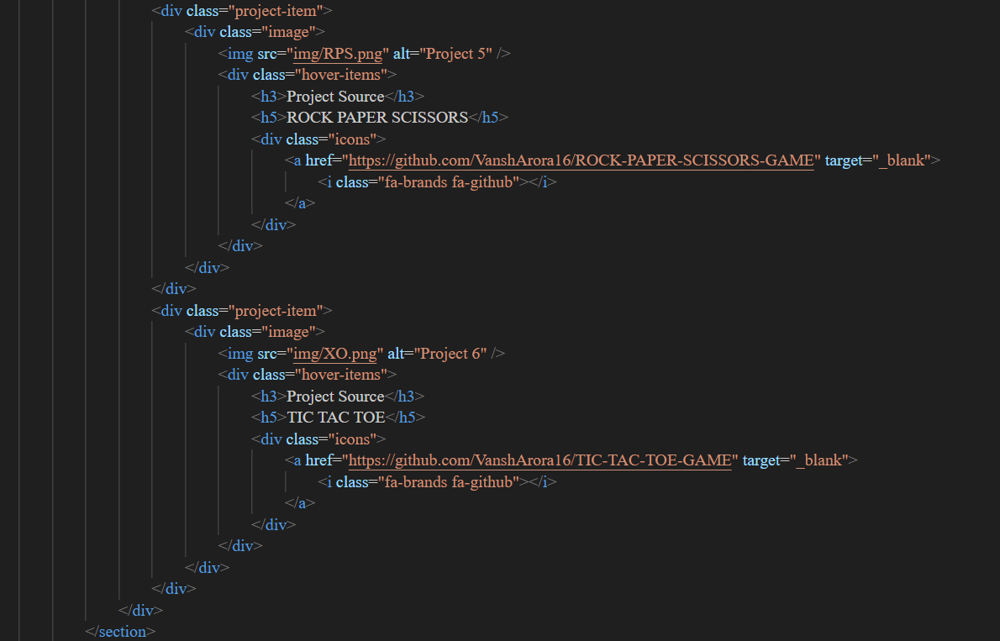 <div class="project-item">
<div class="image">
<img src="img/RPS.png" alt="Project 5" />
<div class="hover-items">
<h3>Project Source</h3>
<h5>ROCK PAPER SCISSORS</h5>
<div class="icons">
<a href="https://github.com/VanshArora16/ROCK-PAPER-SCISSORS-GAME" target="_blank">
<i class="fa-brands fa-github"></i>
</a>
</div>
</div>
</div>
</div>
<div class="project-item">
<div class="image">
<img src="img/XO.png" alt="Project 6" />
<div class="hover-items">
<h3>Project Source</h3>
<h5>TIC TAC TOE</h5>
<div class="icons">
<a href="https://github.com/VanshArora16/TIC-TAC-TOE-GAME" target="_blank">
<i class="fa-brands fa-github"></i>
</a>
</div>
</div>
</div>
</div>
</div>
</section>